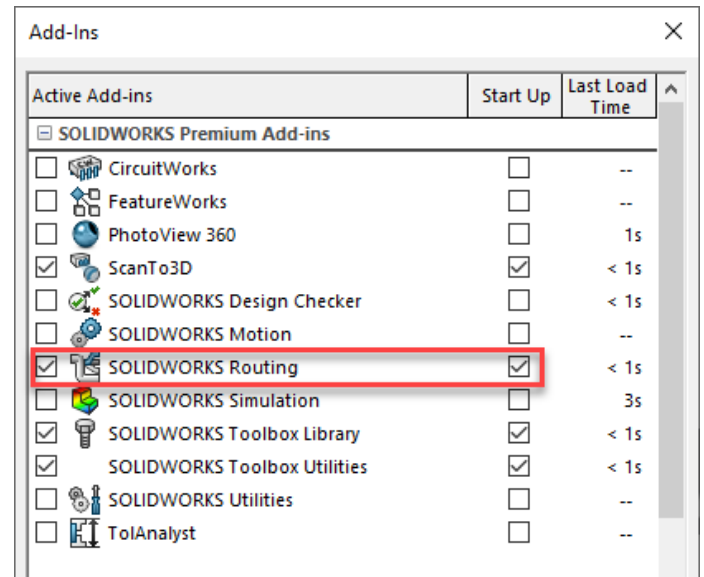 Add-Ins
Active Add-ins Start Up Last Load Time
SOLIDWORKS Premium Add-ins
CircuitWorks --
FeatureWorks --
PhotoView 360 1s
ScanTo3D < 1s
SOLIDWORKS Design Checker < 1s
SOLIDWORKS Motion --
SOLIDWORKS Routing < 1s
SOLIDWORKS Simulation 3s
SOLIDWORKS Toolbox Library < 1s
SOLIDWORKS Toolbox Utilities < 1s
SOLIDWORKS Utilities --
TolAnalyst --